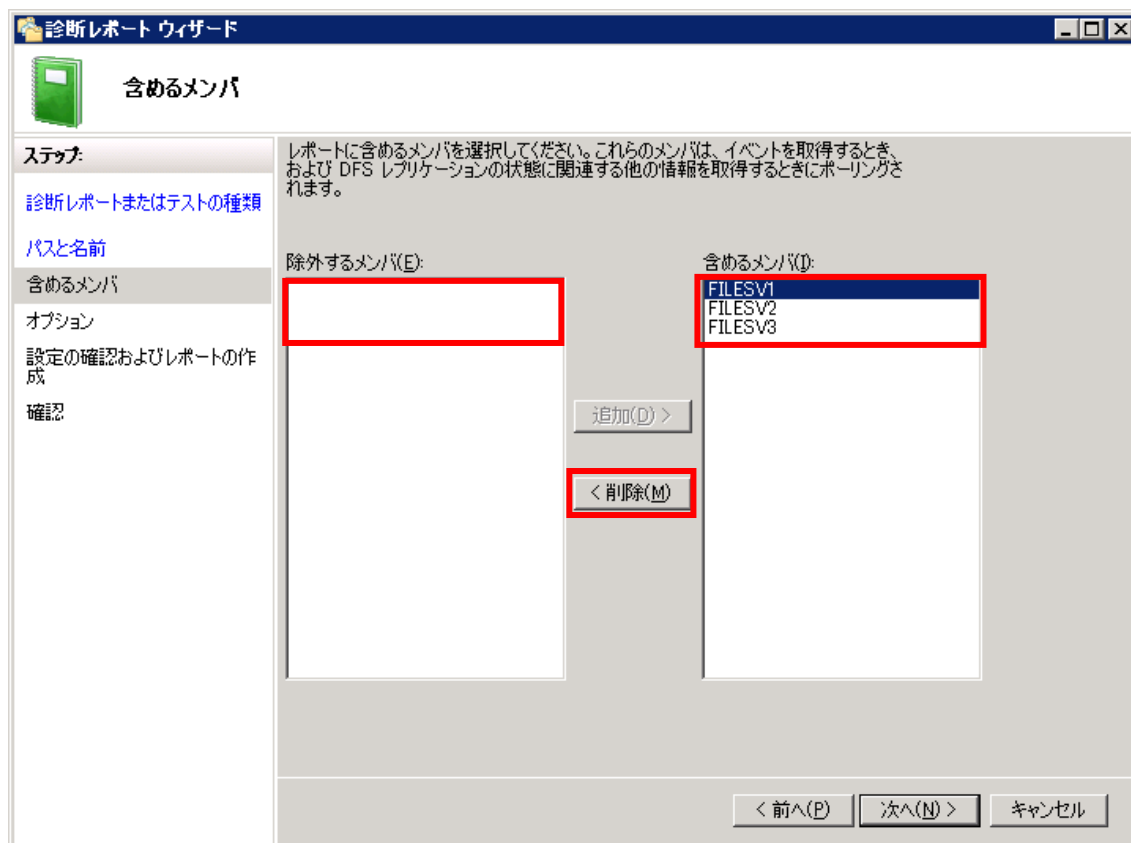 診断レポート ウィザード
含めるメンバ
ステップ:
診断レポートまたはテストの種類
パスと名前
含めるメンバ
オプション
設定の確認およびレポートの作
成
確認
レポートに含めるメンバを選択してください。これらのメンバは、イベントを取得するとき、
および DFS レプリケーションの状態に関連する他の情報を取得するときにポーリングさ
れます。
除外するメンバ(E):
含めるメンバ(I):
FILESV1
FILESV2
FILESV3
追加(D) >
< 削除(M)
< 前へ(P)
次へ(N) >
キャンセル